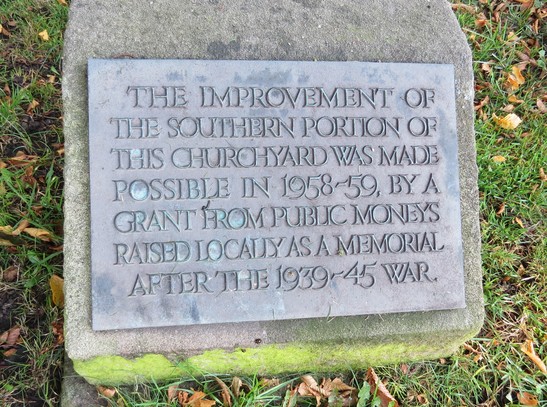 THE IMPROVEMENT OF
THE SOUTHERN PORTION OF
THIS CHURCHYARD WAS MADE
POSSIBLE IN 1958~59, BY A
GRANT FROM PUBLIC MONEYS
RAISED LOCALLY AS A MEMORIAL
AFTER THE 1939~45 WAR.